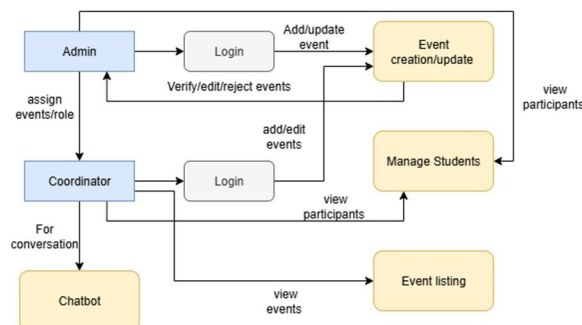 Admin
Login
Add/update
event
Event
creation/update
Verify/edit/reject events
view
participants
assign
events/role
add/edit
events
Manage Students
Coordinator
Login
view
participants
For
conversation
Chatbot
view
events
Event listing